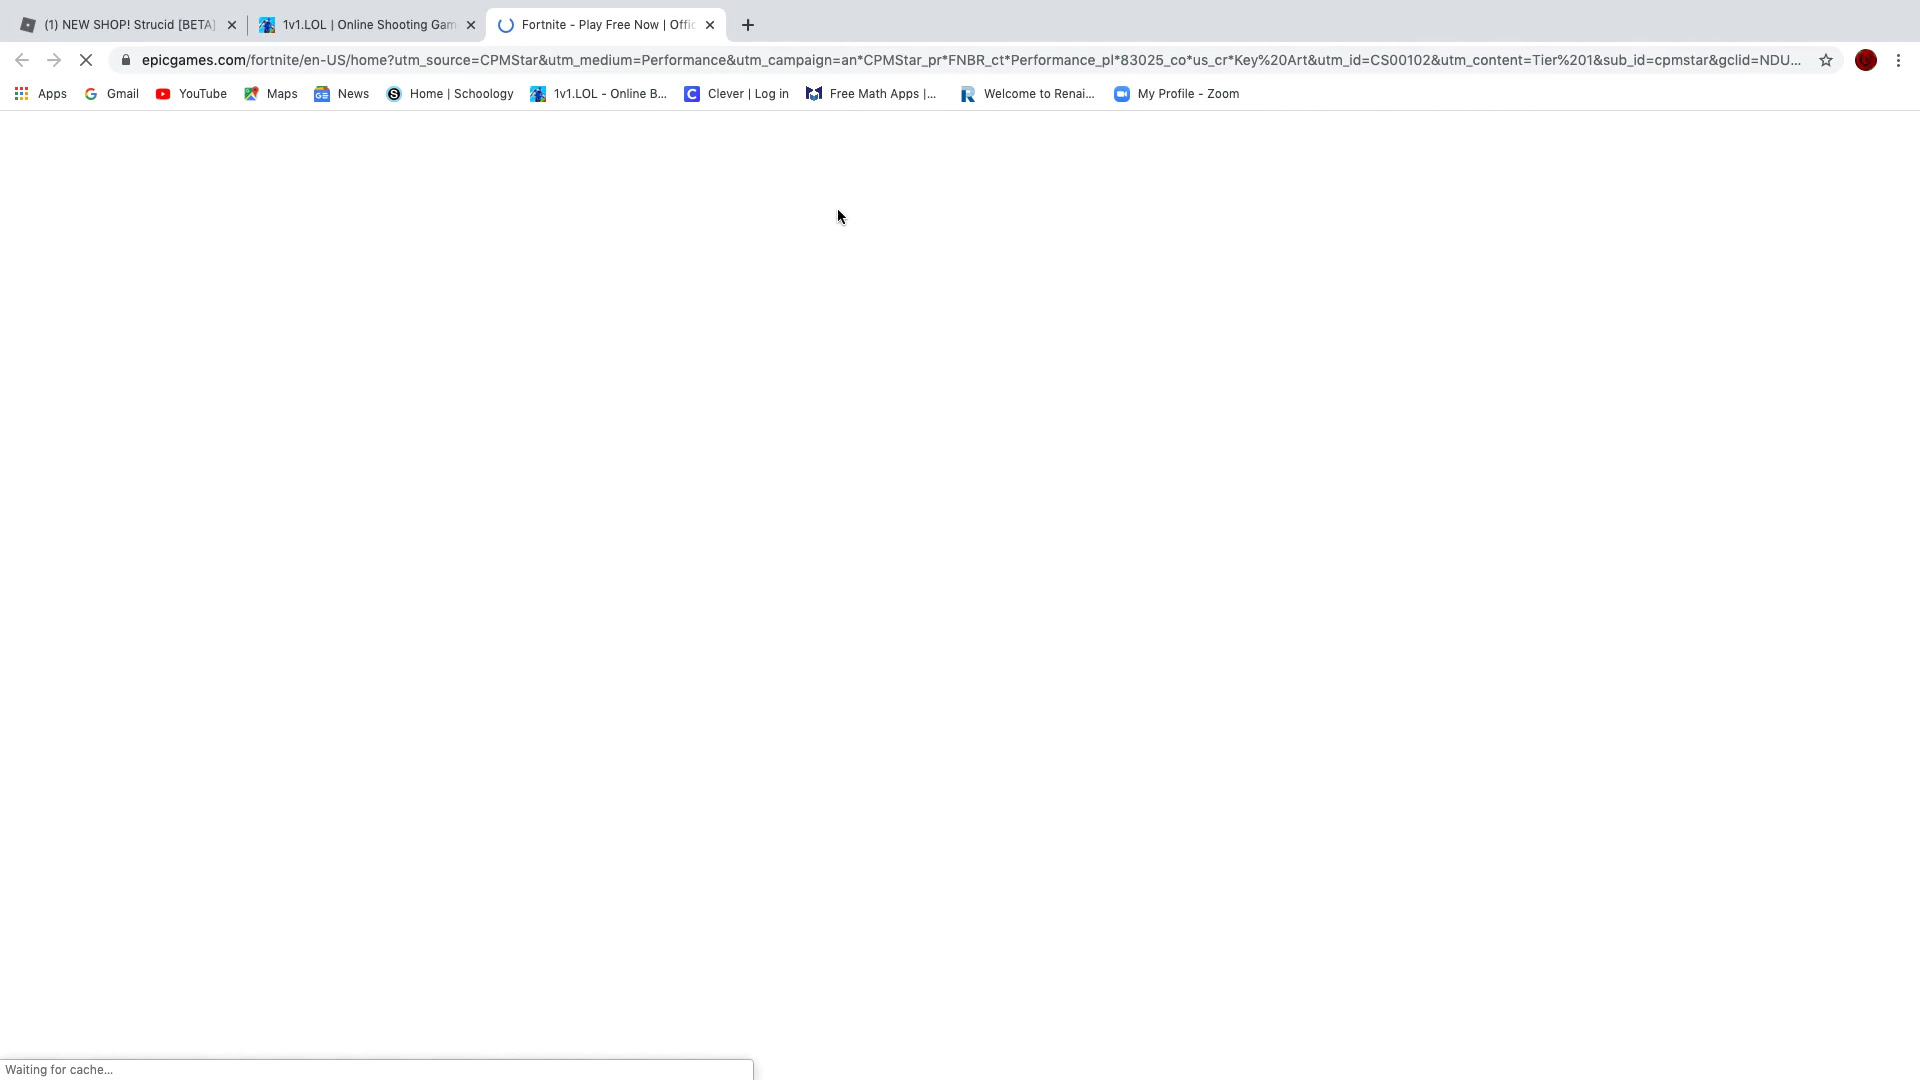 (1) NEW SHOP! Strucid [BETA]
1v1.LOL | Online Shooting Gam
Fortnite - Play Free Now | Offic
epicgames.com/fortnite/en-US/home?utm_source=CPMStar&utm_medium=Performance&utm_campaign=an*CPMStar_pr*FNBR_ct*Performance_pl*83025_co*us_cr*Key%20Art&utm_id=CS00102&utm_content=Tier%201&sub_id=cpmstar&gclid=NDU...
Apps Gmail YouTube Maps News Home | Schoology 1v1.LOL - Online B... Clever | Log in Free Math Apps |... Welcome to Renai... My Profile - Zoom
Waiting for cache...